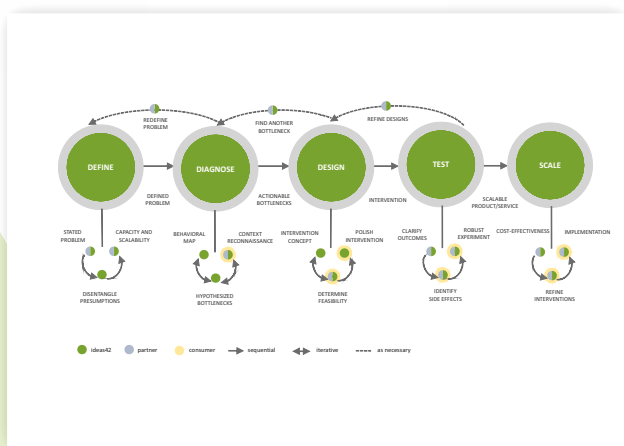 REDEFINE
PROBLEM
FIND ANOTHER
BOTTLENECK
REFINE DESIGNS
DEFINE
DIAGNOSE
DESIGN
TEST
SCALE
DEFINED
PROBLEM
ACTIONABLE
BOTTLENECKS
INTERVENTION
SCALABLE
PRODUCT/SERVICE
STATED
PROBLEM
CAPACITY AND
SCALABILITY
DISENTANGLE
PRESUMPTIONS
BEHAVIORAL
MAP
CONTEXT
RECONNAISSANCE
HYPOTHESIZED
BOTTLENECKS
INTERVENTION
CONCEPT
POLISH
INTERVENTION
DETERMINE
FEASIBILITY
CLARIFY
OUTCOMES
ROBUST
EXPERIMENT
IDENTIFY
SIDE EFFECTS
COST-EFFECTIVENESS
IMPLEMENTATION
REFINE
INTERVENTIONS
ideas42 partner consumer sequential iterative as necessary